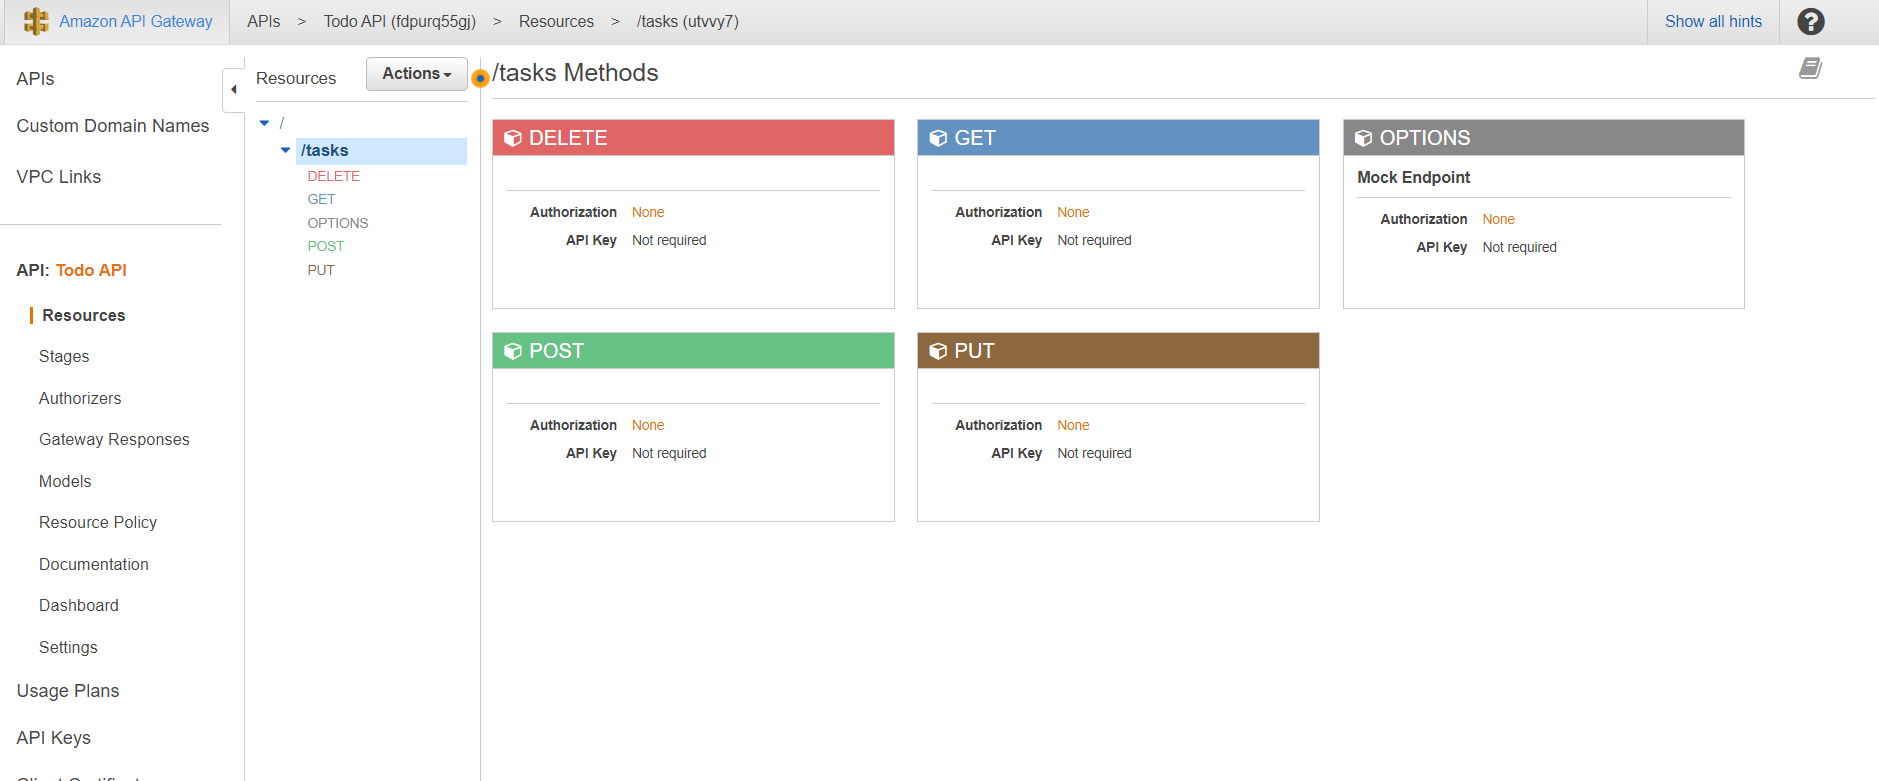 Amazon API Gateway
APIs > Todo API (fdpurq55gj) > Resources > /tasks (utvvy7)
Show all hints
?
APIs
Custom Domain Names
VPC Links
API: Todo API
Resources
Stages
Authorizers
Gateway Responses
Models
Resource Policy
Documentation
Dashboard
Settings
Usage Plans
API Keys
Resources
Actions
/
/tasks
DELETE
GET
OPTIONS
POST
PUT
/tasks Methods
DELETE
Authorization None
API Key Not required
GET
Authorization None
API Key Not required
OPTIONS
Mock Endpoint
Authorization None
API Key Not required
POST
Authorization None
API Key Not required
PUT
Authorization None
API Key Not required